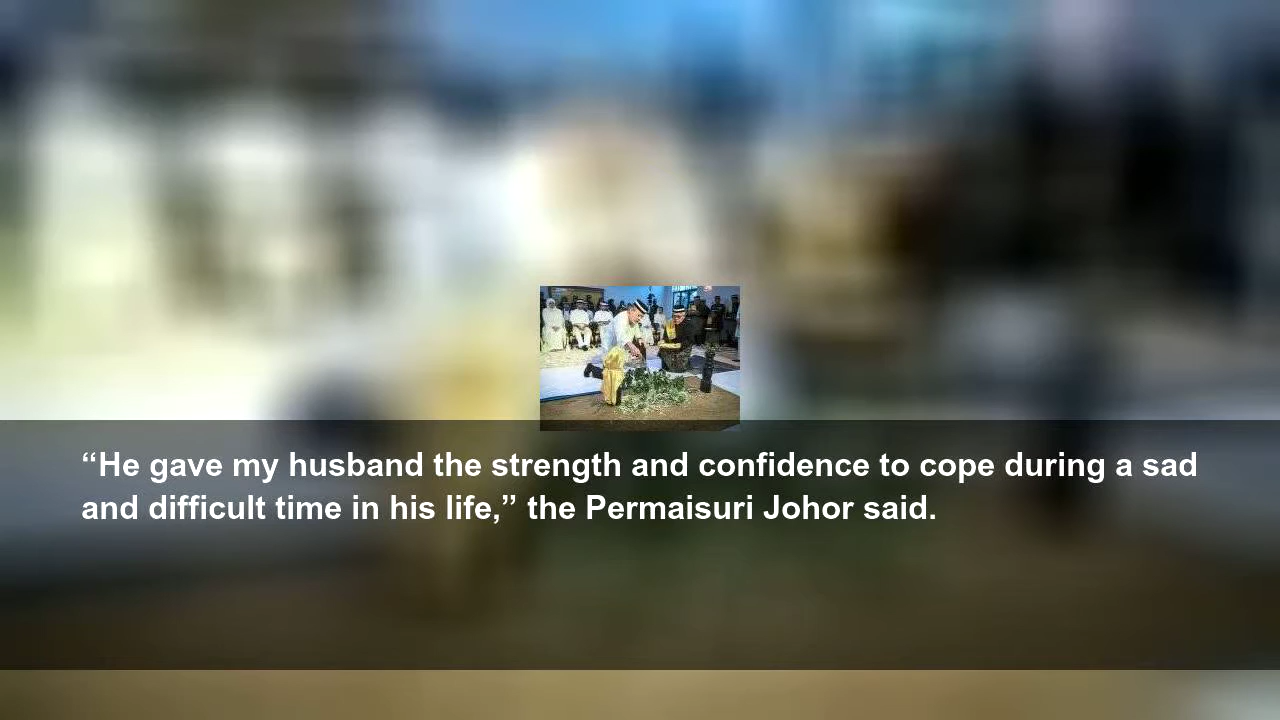 “He gave my husband the strength and confidence to cope during a sad
and difficult time in his life,” the Permaisuri Johor said.